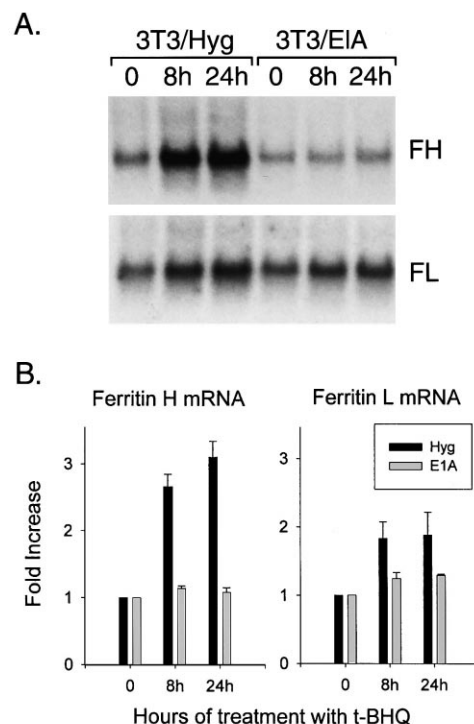 A.
3T3/Hyg 3T3/EIA
0 8h 24h 0 8h 24h
FH
FL
B.
Ferritin H mRNA Ferritin L mRNA
Hyg
E1A
Fold Increase
3
2
1
0
3
2
1
0
0 8h 24h 0 8h 24h
Hours of treatment with t-BHQ